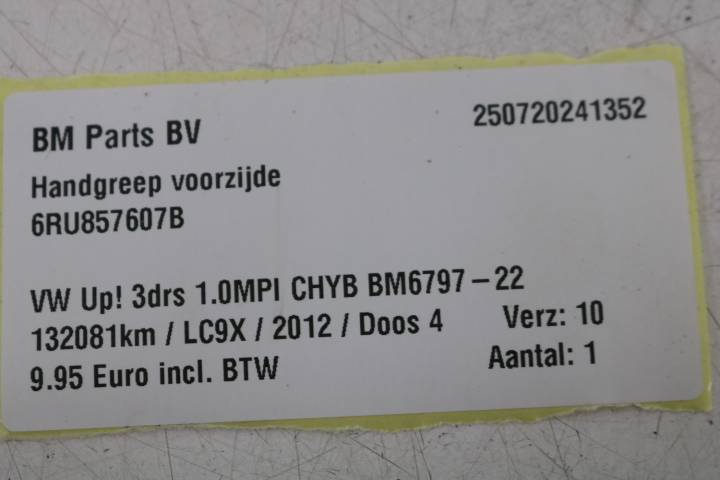 BM Parts BV 250720241352
Handgreep voorzijde
6RU857607B
VW Up! 3drs 1.0MPI CHYB BM6797-22
132081km / LC9X / 2012 / Doos 4 Verz: 10
9.95 Euro incl. BTW Aantal: 1